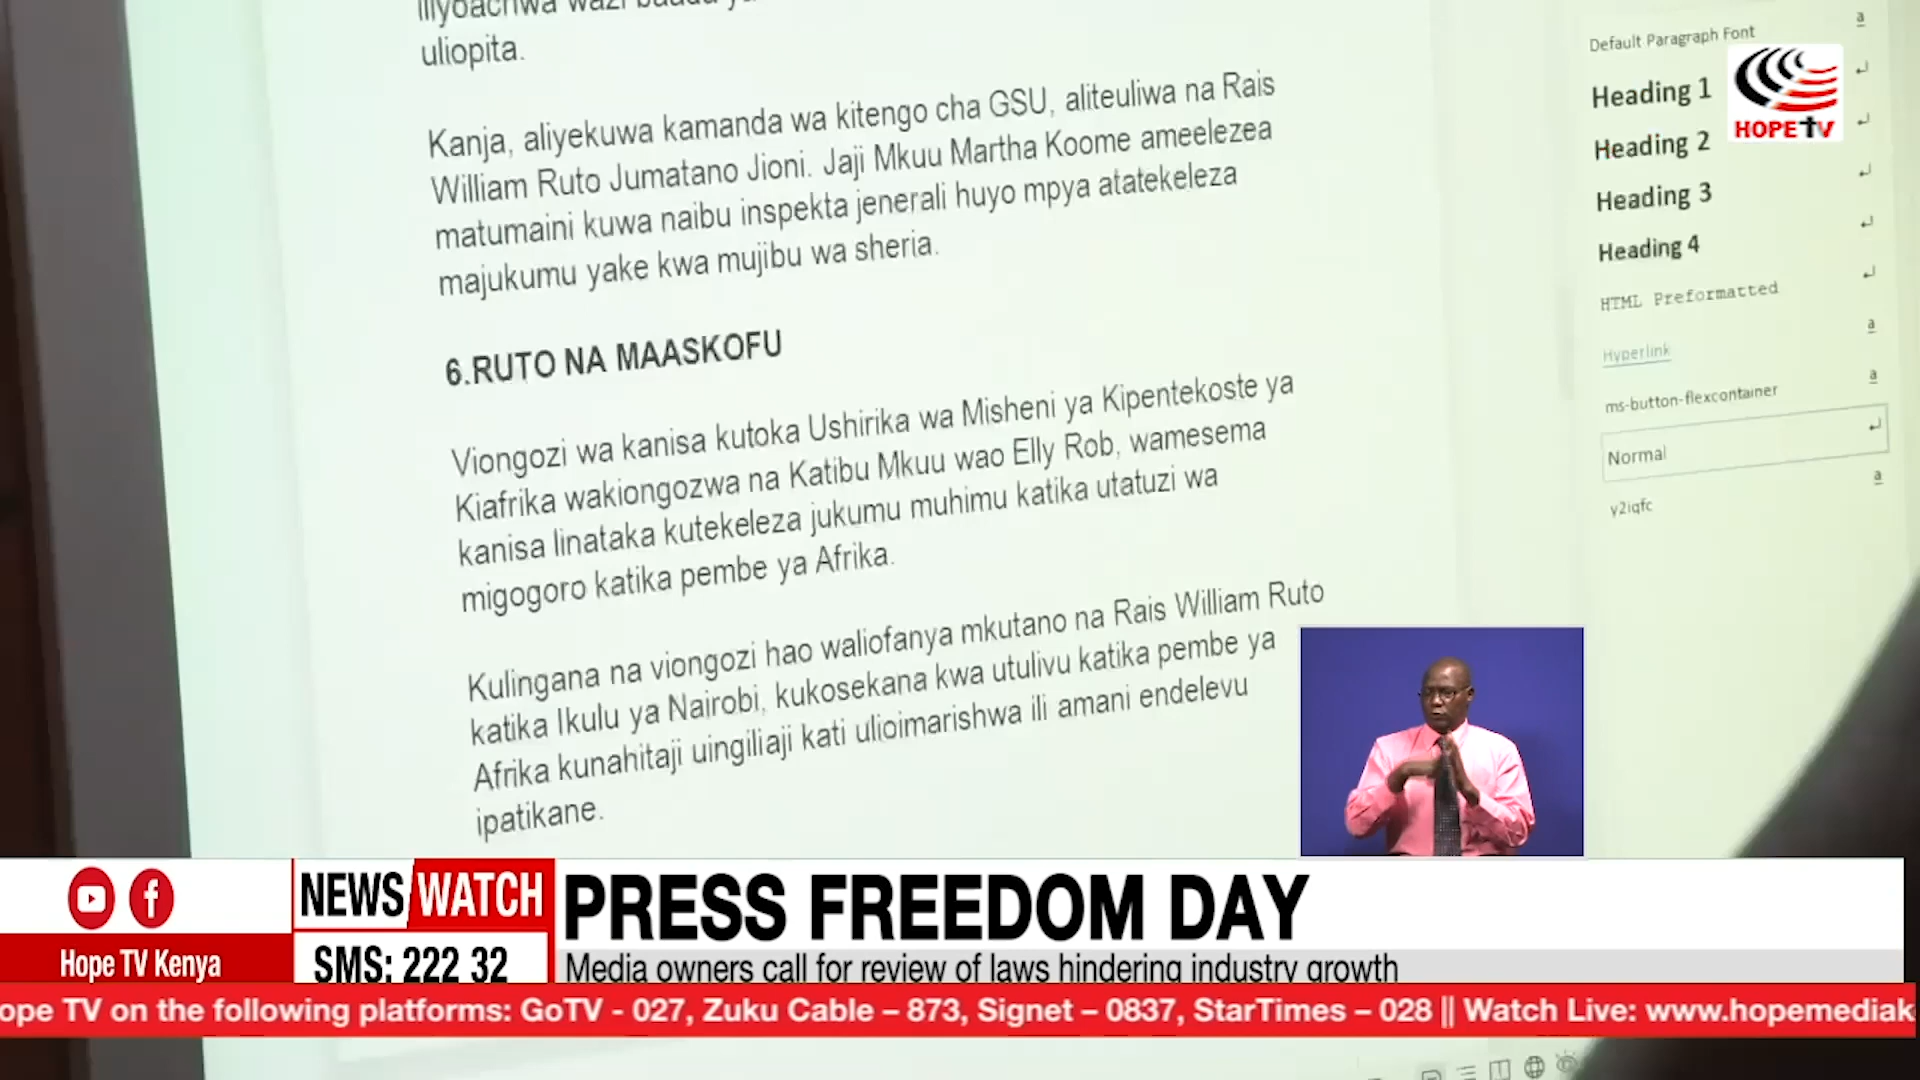 uliopita.
Kanja, aliyekuwa kamanda wa kitengo cha GSU, aliteuliwa na Rais
William Ruto Jumatano Jioni. Jaji Mkuu Martha Koome ameelezea
matumaini kuwa naibu inspekta jenerali huyo mpya atatekeleza
majukumu yake kwa mujibu wa sheria.
6.RUTO NA MAASKOFU
Viongozi wa kanisa kutoka Ushirika wa Misheni ya Kipentekoste ya
Kiafrika wakiongozwa na Katibu Mkuu wao Elly Rob, wamesema
kanisa linataka kutekeleza jukumu muhimu katika utatuzi wa
migogoro katika pembe ya Afrika.
Kulingana na viongozi hao waliofanya mkutano na Rais William Ruto
katika Ikulu ya Nairobi, kukosekana kwa utulivu katika pembe ya
Afrika kunahitaji uingiliaji kati ulioimarishwa ili amani endelevu
ipatikane.
Default Paragraph Font a
Heading 1
Heading 2
Heading 3
Heading 4
HTML Preformatted
Hyperlink a
ms-button-flexcontainer a
Normal
y2iqfc a
HOPE TV
NEWS WATCH
SMS: 222 32
Hope TV Kenya
PRESS FREEDOM DAY
Media owners call for review of laws hindering industry growth
ope TV on the following platforms: GoTV - 027, Zuku Cable – 873, Signet – 0837, StarTimes – 028 || Watch Live: www.hopemediak